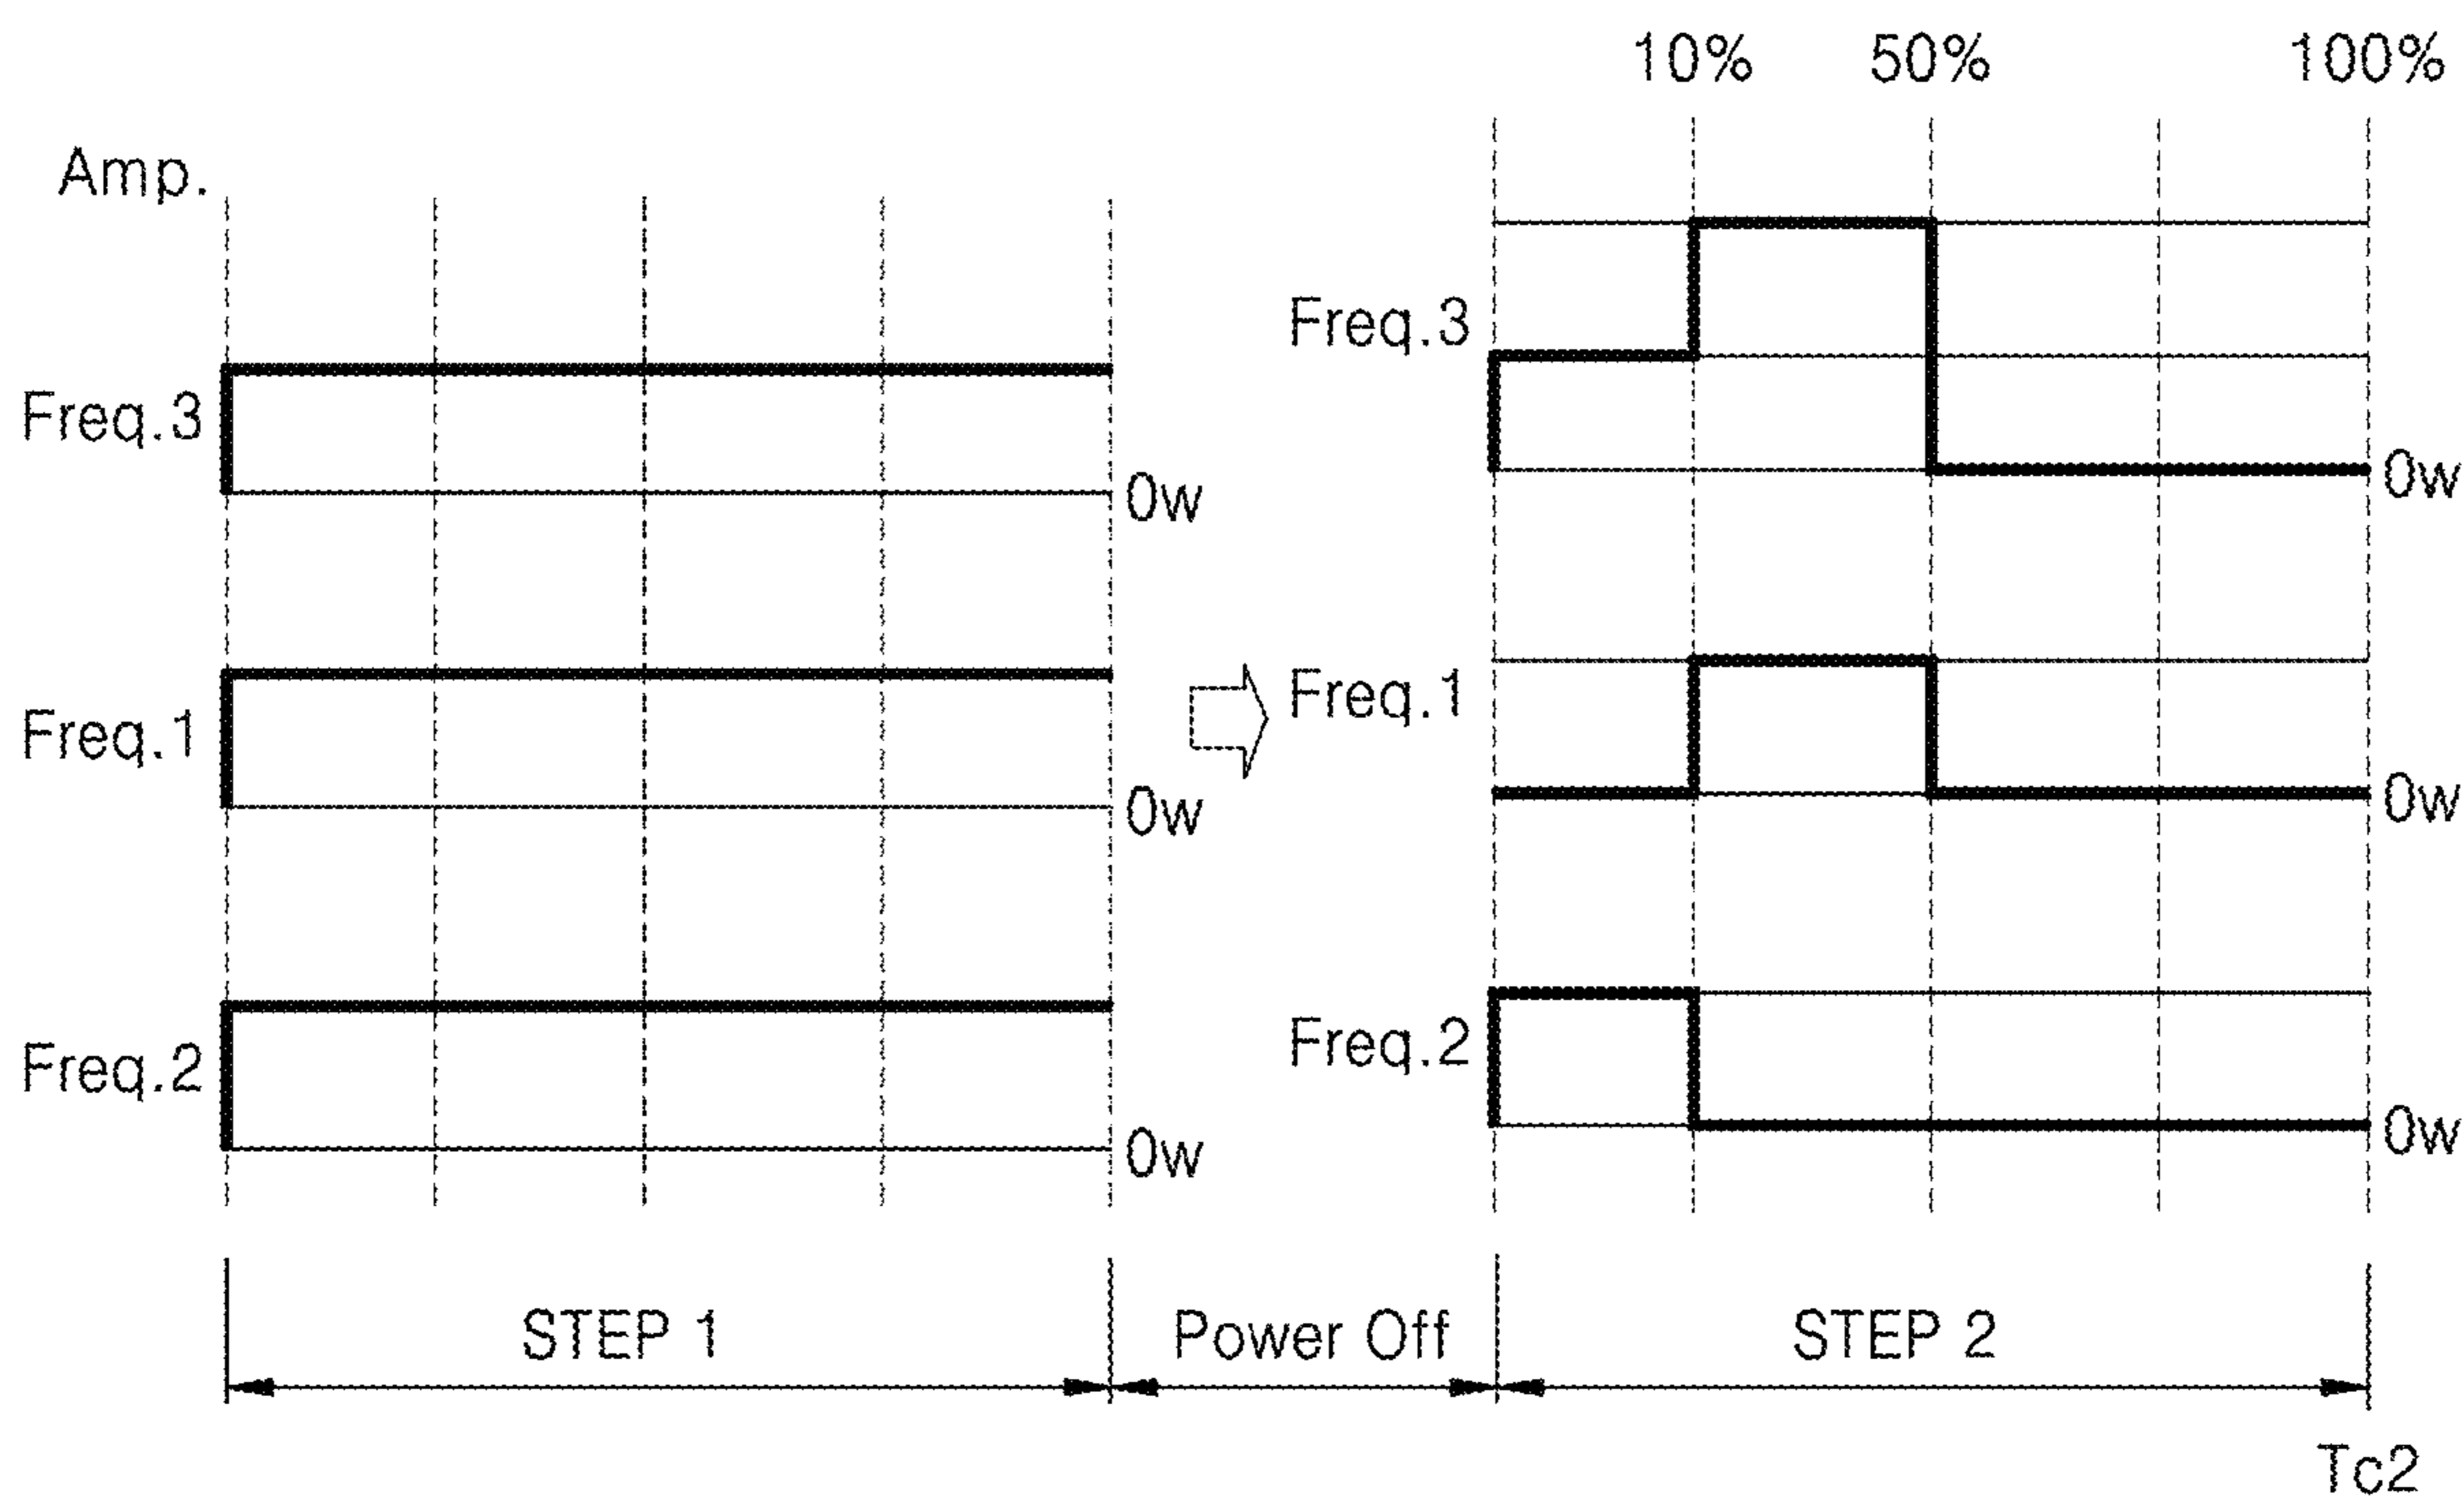 10% 50% 100%
Amp.
Freq.3
0w
Freq.1
0w
Freq.2
0w
Freq.3
0w
Freq.1
0w
Freq.2
0w
STEP 1
Power Off
STEP 2
Tc2